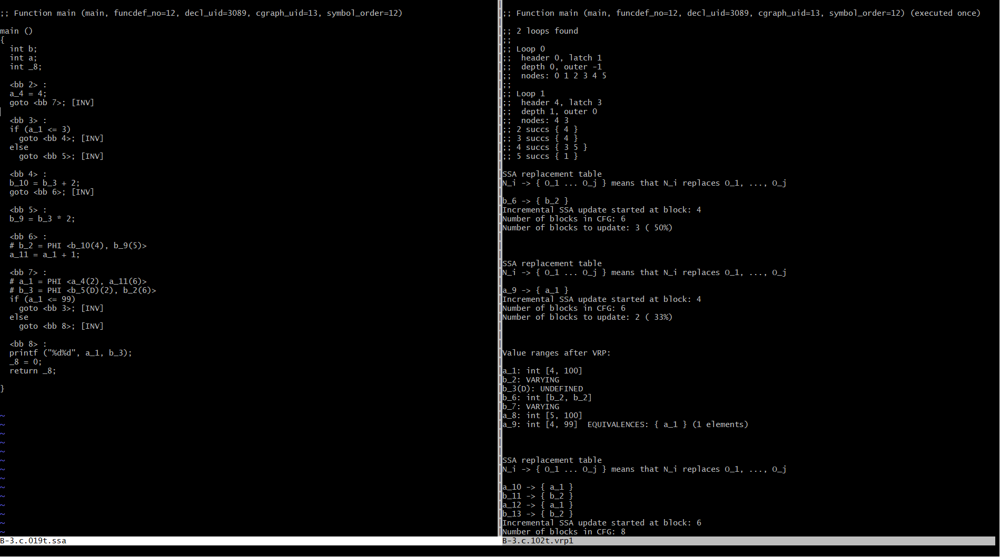 ;; Function main (main, funcdef_no=12, decl_uid=3089, cgraph_uid=13, symbol_order=12)
main ()
{
  int b;
  int a;
  int _8;
  <bb 2> :
  a_4 = 4;
  goto <bb 7>; [INV]
  <bb 3> :
  if (a_1 <= 3)
    goto <bb 4>; [INV]
  else
    goto <bb 5>; [INV]
  <bb 4> :
  b_10 = b_3 + 2;
  goto <bb 6>; [INV]
  <bb 5> :
  b_9 = b_3 * 2;
  <bb 6> :
  # b_2 = PHI <b_10(4), b_9(5)>
  a_11 = a_1 + 1;
  <bb 7> :
  # a_1 = PHI <a_4(2), a_11(6)>
  # b_3 = PHI <b_5(D)(2), b_2(6)>
  if (a_1 <= 99)
    goto <bb 3>; [INV]
  else
    goto <bb 8>; [INV]
  <bb 8> :
  printf ("%d%d", a_1, b_3);
  _8 = 0;
  return _8;
}
~
~
~
~
~
~
~
~
~
~
~
~
~
~
B-3.c.019t.ssa
;; Function main (main, funcdef_no=12, decl_uid=3089, cgraph_uid=13, symbol_order=12) (executed once)
;; 2 loops found
;;
;; Loop 0
;;  header 0, latch 1
;;  depth 0, outer -1
;;  nodes: 0 1 2 3 4 5
;;
;; Loop 1
;;  header 4, latch 3
;;  depth 1, outer 0
;;  nodes: 4 3
;; 2 succs { 4 }
;; 3 succs { 4 }
;; 4 succs { 3 5 }
;; 5 succs { 1 }
SSA replacement table
N_i -> { O_1 ... O_j } means that N_i replaces O_1, ..., O_j
b_6 -> { b_2 }
Incremental SSA update started at block: 4
Number of blocks in CFG: 6
Number of blocks to update: 3 ( 50%)
SSA replacement table
N_i -> { O_1 ... O_j } means that N_i replaces O_1, ..., O_j
a_9 -> { a_1 }
Incremental SSA update started at block: 4
Number of blocks in CFG: 6
Number of blocks to update: 2 ( 33%)
Value ranges after VRP:
a_1: int [4, 100]
b_2: VARYING
b_3(D): UNDEFINED
b_6: int [b_2, b_2]
b_7: VARYING
a_8: int [5, 100]
a_9: int [4, 99]  EQUIVALENCES: { a_1 } (1 elements)
SSA replacement table
N_i -> { O_1 ... O_j } means that N_i replaces O_1, ..., O_j
a_10 -> { a_1 }
b_11 -> { b_2 }
a_12 -> { a_1 }
b_13 -> { b_2 }
Incremental SSA update started at block: 6
Number of blocks in CFG: 8
B-3.c.102t.vrp1